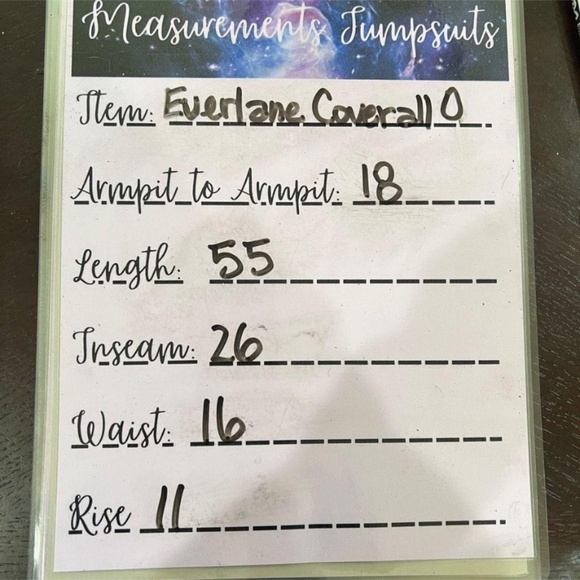 Measurements Jumpsuits
Item: Everlane Coverall 0
Armpit to Armpit: 18
Length: 55
Inseam: 26
Waist: 16
Rise 11